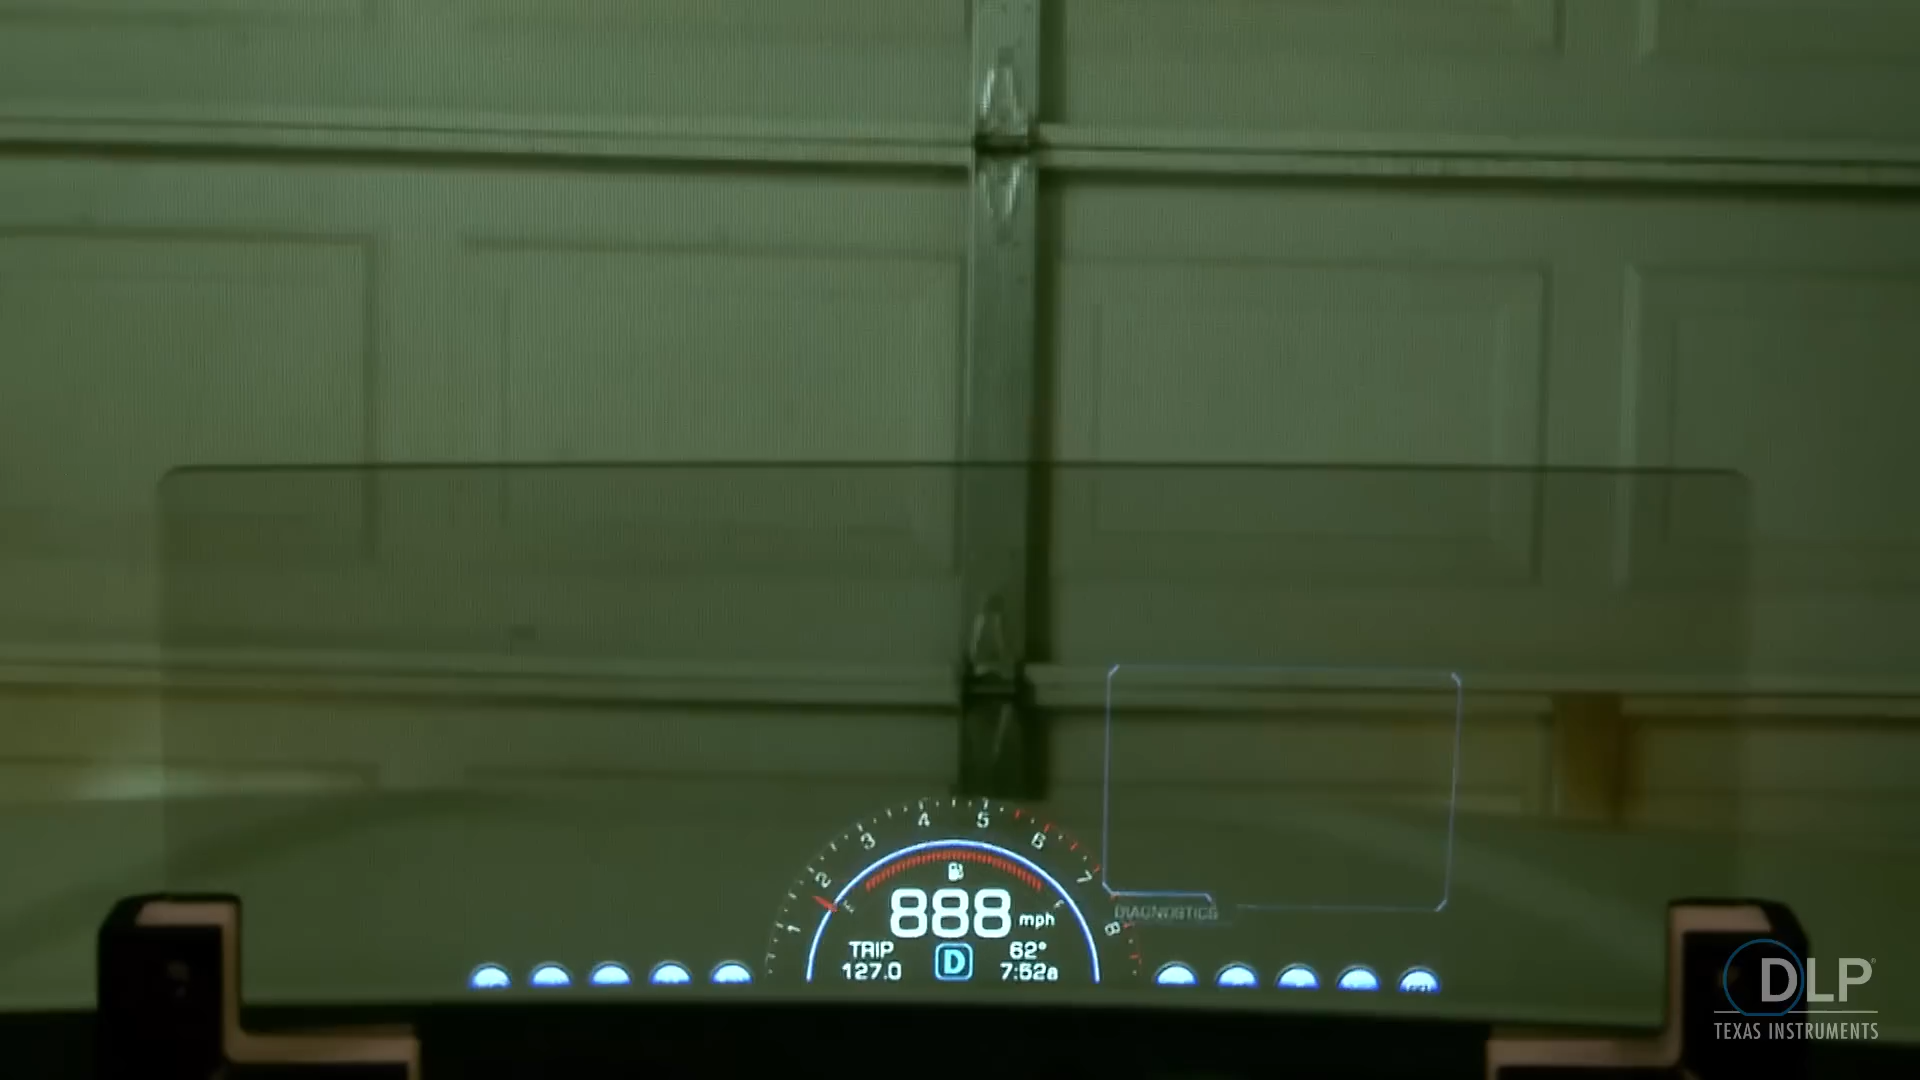 1 2 3 4 5 6 7 8
888 mph
TRIP
127.0
D
62°
7:52a
DIAGNOSTICS
DLP
TEXAS INSTRUMENTS